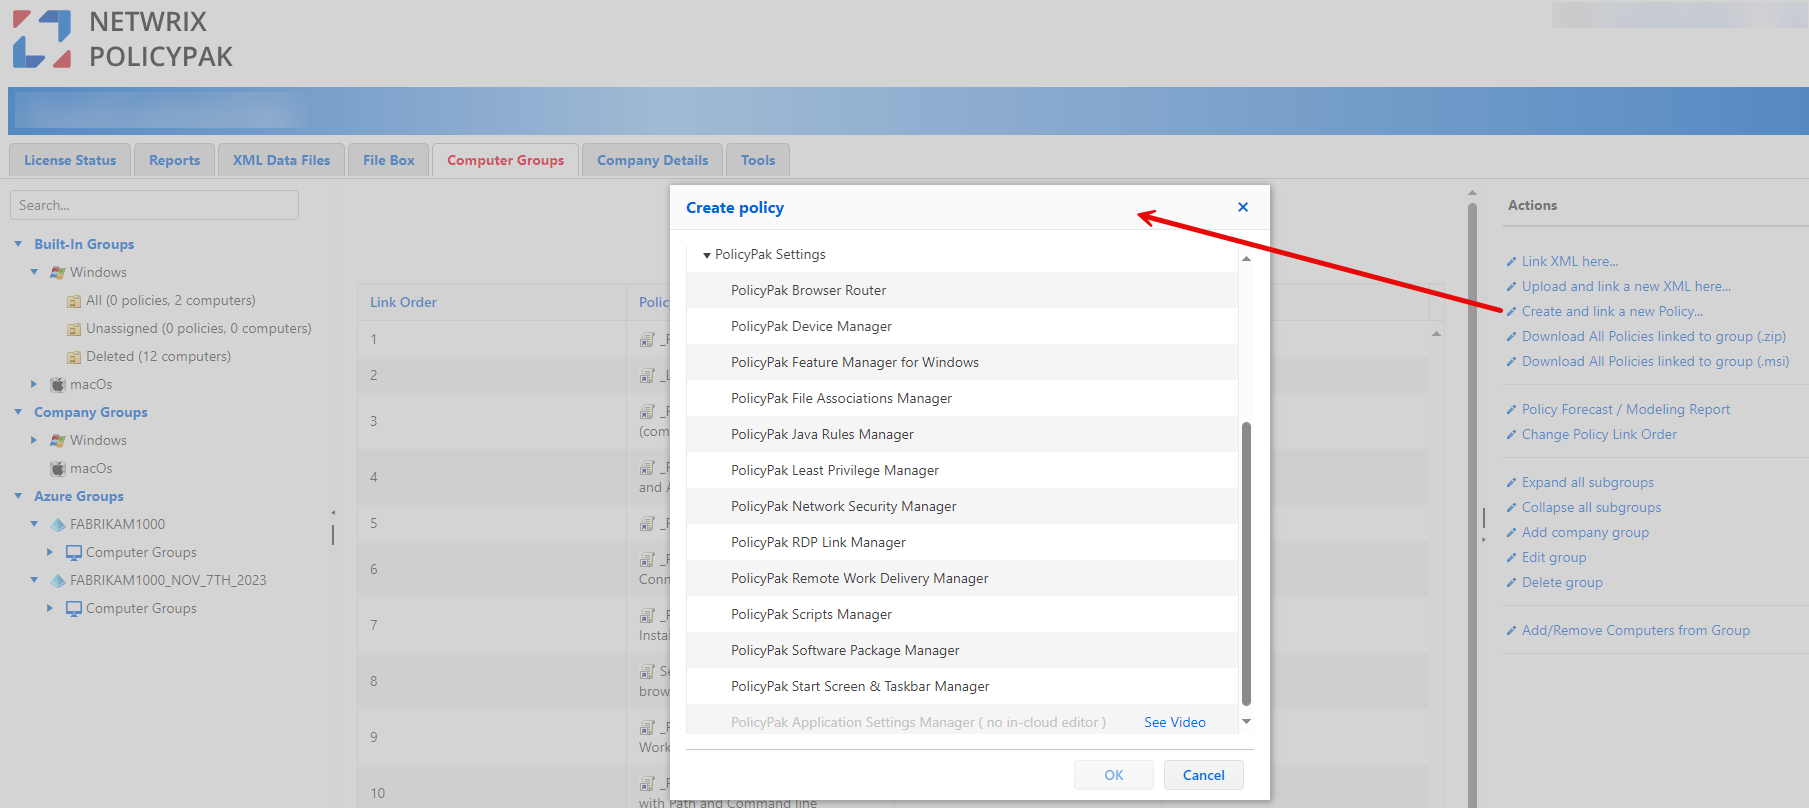 NETWRIX
POLICYPAK
License Status
Reports
XML Data Files
File Box
Computer Groups
Company Details
Tools
Search...
Built-In Groups
Windows
All (0 policies, 2 computers)
Unassigned (0 policies, 0 computers)
Deleted (12 computers)
macOs
Company Groups
Windows
macOs
Azure Groups
FABRIKAM1000
Computer Groups
FABRIKAM1000_NOV_7TH_2023
Computer Groups
Link Order
1
2
3
(com
4
and
5
6
Conn
7
Insta
8
brow
9
Work
10
with Path and Command line
Create policy
PolicyPak Settings
PolicyPak Browser Router
PolicyPak Device Manager
PolicyPak Feature Manager for Windows
PolicyPak File Associations Manager
PolicyPak Java Rules Manager
PolicyPak Least Privilege Manager
PolicyPak Network Security Manager
PolicyPak RDP Link Manager
PolicyPak Remote Work Delivery Manager
PolicyPak Scripts Manager
PolicyPak Software Package Manager
PolicyPak Start Screen & Taskbar Manager
PolicyPak Application Settings Manager ( no in-cloud editor ) See Video
OK
Cancel
Actions
Link XML here...
Upload and link a new XML here...
Create and link a new Policy...
Download All Policies linked to group (.zip)
Download All Policies linked to group (.msi)
Policy Forecast / Modeling Report
Change Policy Link Order
Expand all subgroups
Collapse all subgroups
Add company group
Edit group
Delete group
Add/Remove Computers from Group